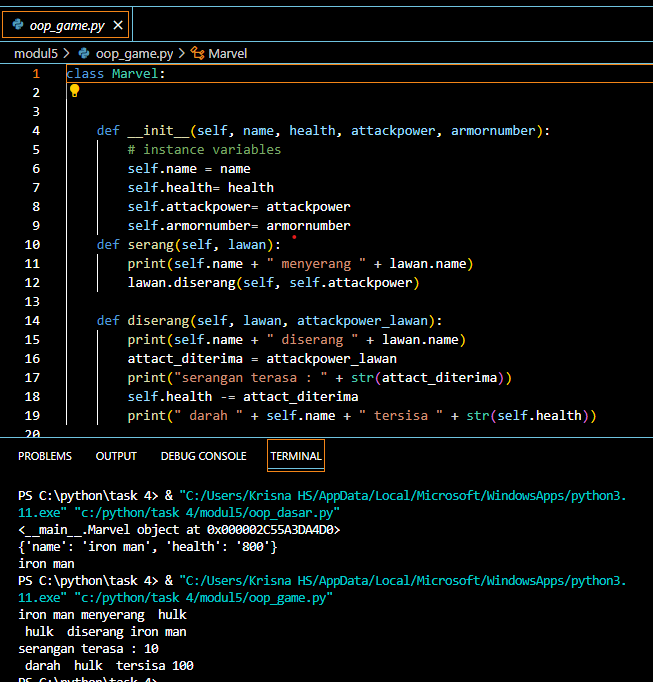 oop_game.py ×
modul5 > oop_game.py > Marvel
1 class Marvel:
2
3
4     def __init__(self, name, health, attackpower, armornumber):
5         # instance variables
6         self.name = name
7         self.health= health
8         self.attackpower= attackpower
9         self.armornumber= armornumber
10     def serang(self, lawan):
11         print(self.name + " menyerang " + lawan.name)
12         lawan.diserang(self, self.attackpower)
13
14     def diserang(self, lawan, attackpower_lawan):
15         print(self.name + " diserang " + lawan.name)
16         attact_diterima = attackpower_lawan
17         print("serangan terasa : " + str(attact_diterima))
18         self.health -= attact_diterima
19         print(" darah " + self.name + " tersisa " + str(self.health))
20
PROBLEMS OUTPUT DEBUG CONSOLE TERMINAL
PS C:\python\task 4> & "C:/Users/Krisna HS/AppData/Local/Microsoft/WindowsApps/python3.
11.exe" "c:/python/task 4/modul5/oop_dasar.py"
<__main__.Marvel object at 0x000002C55A3DA4D0>
{'name': 'iron man', 'health': '800'}
iron man
PS C:\python\task 4> & "C:/Users/Krisna HS/AppData/Local/Microsoft/WindowsApps/python3.
11.exe" "c:/python/task 4/modul5/oop_game.py"
iron man menyerang  hulk
 hulk  diserang iron man
serangan terasa : 10
 darah  hulk  tersisa 100
PS C:\python\task 4>